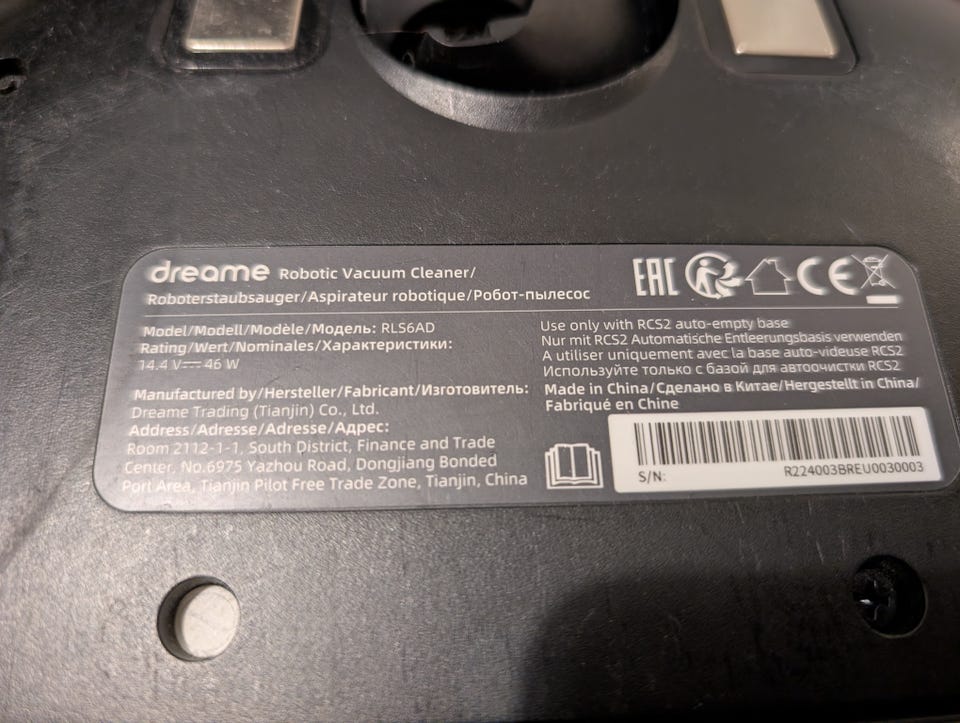 dreame Robotic Vacuum Cleaner/
Roboterstaubsauger/Aspirateur robotique/Робот-пылесос
EAC CE
Model/Modell/Modèle/Модель: RLS6AD
Rating/Wert/Nominales/Характеристики:
14.4 V⎓ 46 W
Manufactured by/Hersteller/Fabricant/Изготовитель:
Dreame Trading (Tianjin) Co., Ltd.
Address/Adresse/Adresse/Адрес:
Room 2112-1-1, South District, Finance and Trade
Center, No.6975 Yazhou Road, Dongjiang Bonded
Port Area, Tianjin Pilot Free Trade Zone, Tianjin, China
Use only with RCS2 auto-empty base
Nur mit RCS2 Automatische Entleerungsbasis verwenden
A utiliser uniquement avec la base auto-videuse RCS2
Используйте только с базой для автоочистки RCS2
Made in China/Сделано в Китае/Hergestellt in China/
Fabriqué en Chine
S/N: R224003BREU0030003